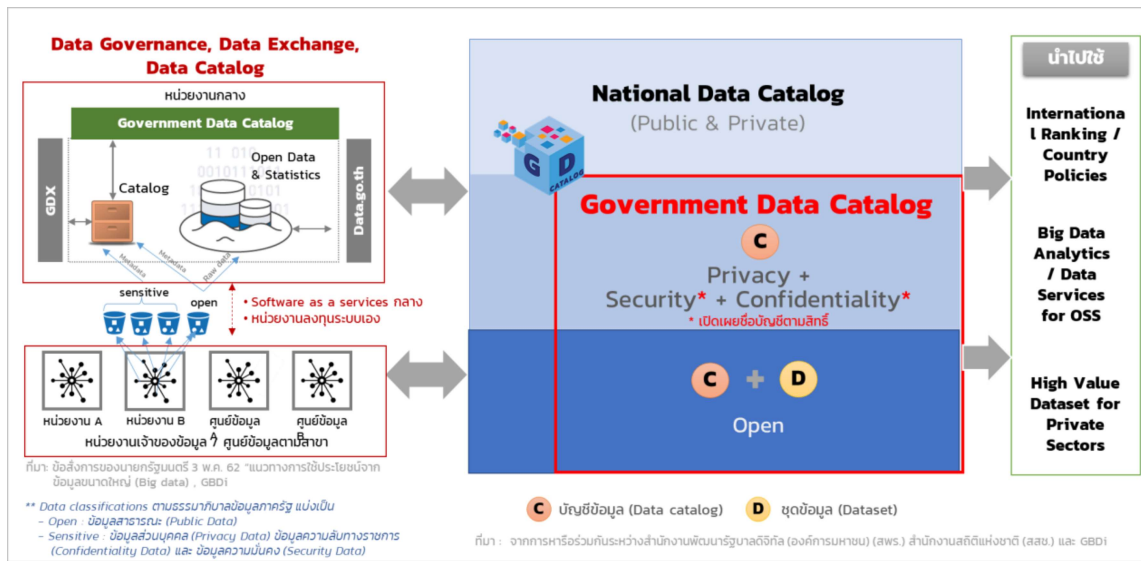 Data Governance, Data Exchange,
Data Catalog
หน่วยงานกลาง
Government Data Catalog
GDX
Catalog
Open Data
& Statistics
Data.go.th
Metadata
Metadata
Raw data
sensitive
open
• Software as a services กลาง
• หน่วยงานลงทุนระบบเอง
หน่วยงาน A
หน่วยงาน B
ศูนย์ข้อมูล
A
ศูนย์ข้อมูล
B
หน่วยงานเจ้าของข้อมูล / ศูนย์ข้อมูลตามสาขา
ที่มา: ข้อสั่งการของนายกรัฐมนตรี 3 พ.ค. 62 "แนวทางการใช้ประโยชน์จาก
ข้อมูลขนาดใหญ่ (Big data) , GBDi
** Data classifications ตามธรรมาภิบาลข้อมูลภาครัฐ แบ่งเป็น
- Open : ข้อมูลสาธารณะ (Public Data)
- Sensitive : ข้อมูลส่วนบุคคล (Privacy Data) ข้อมูลความลับทางราชการ
(Confidentiality Data) และ ข้อมูลความมั่นคง (Security Data)
National Data Catalog
(Public & Private)
G D
CATALOG
Government Data Catalog
C
Privacy +
Security* + Confidentiality*
* เปิดเผยชื่อบัญชีตามสิทธิ์
C + D
Open
C บัญชีข้อมูล (Data catalog) D ชุดข้อมูล (Dataset)
ที่มา : จากการหารือร่วมกันระหว่างสำนักงานพัฒนารัฐบาลดิจิทัล (องค์การมหาชน) (สพร.) สำนักงานสถิติแห่งชาติ (สสช.) และ GBDi
นำไปใช้
Internationa
l Ranking /
Country
Policies
Big Data
Analytics
/ Data
Services
for OSS
High Value
Dataset for
Private
Sectors